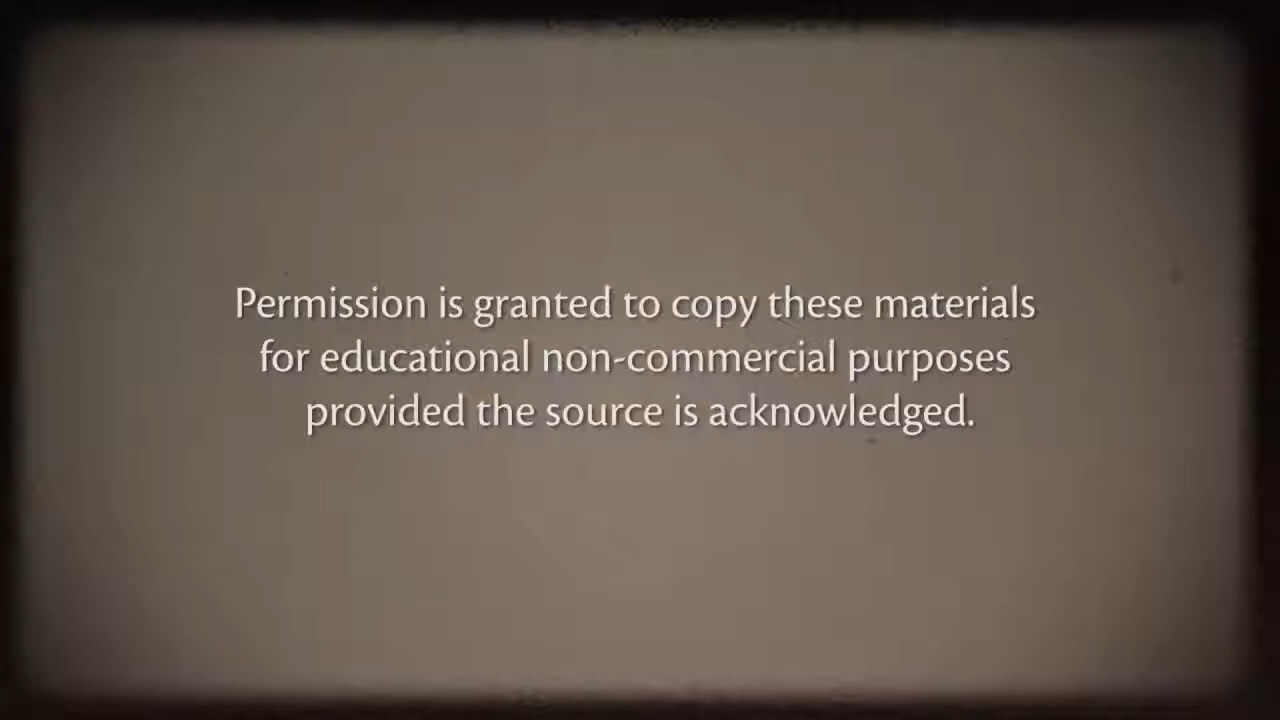 Permission is granted to copy these materials
for educational non-commercial purposes
provided the source is acknowledged.